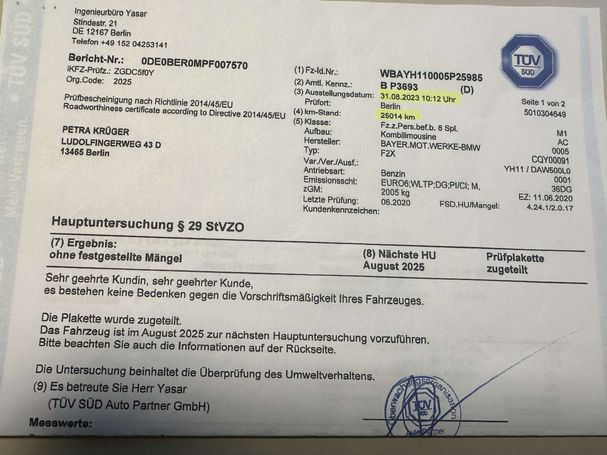 TÜV SÜD
Ingenieurbüro Yasar
Stindestr. 21
DE 12167 Berlin
Telefon +49 152 04253141
Bericht-Nr.: 0DE0BER0MPF007570
iKFZ-Prüfz.: ZGDC5f0Y
Org.Code: 2025
Prüfbescheinigung nach Richtlinie 2014/45/EU
Roadworthiness certificate according to Directive 2014/45/EU
PETRA KRÜGER
LUDOLFINGERWEG 43 D
13465 Berlin
(1) Fz-Id.Nr.: WBAYH110005P25985
(2) Amtl. Kennz.: B P3693 (D)
(3) Ausstellungsdatum: 31.08.2023 10:12 Uhr
Prüfort: Berlin
(4) km-Stand: 25014 km
(5) Klasse: Fz.z.Pers.bef.b. 8 Spl. M1
Aufbau: Kombilimousine AC
Hersteller: BAYER.MOT.WERKE-BMW 0005
Typ: F2X CQY00091
Var./Ver./Ausf.: YH11 / DAW500L0
Antriebsart: Benzin 0001
Emissionsschl. EURO6;WLTP;DG;PI/CI; M, 36DG
zGM: 2005 kg EZ: 11.06.2020
Letzte Prüfung: 06.2020 FSD.HU/Mangel: 4.24.1/2.0.17
Kundenkennzeichen:
TÜV
SÜD
Seite 1 von 2
5010304649
Hauptuntersuchung § 29 StVZO
(7) Ergebnis: (8) Nächste HU Prüfplakette
ohne festgestellte Mängel August 2025 zugeteilt
Sehr geehrte Kundin, sehr geehrter Kunde,
es bestehen keine Bedenken gegen die Vorschriftsmäßigkeit Ihres Fahrzeuges.
Die Plakette wurde zugeteilt.
Das Fahrzeug ist im August 2025 zur nächsten Hauptuntersuchung vorzuführen.
Bitte beachten Sie auch die Informationen auf der Rückseite.
Die Untersuchung beinhaltet die Überprüfung des Umweltverhaltens.
(9) Es betreute Sie Herr Yasar
(TÜV SÜD Auto Partner GmbH)
Überwachungsorganisation
TÜV
SÜD
Messwerte: